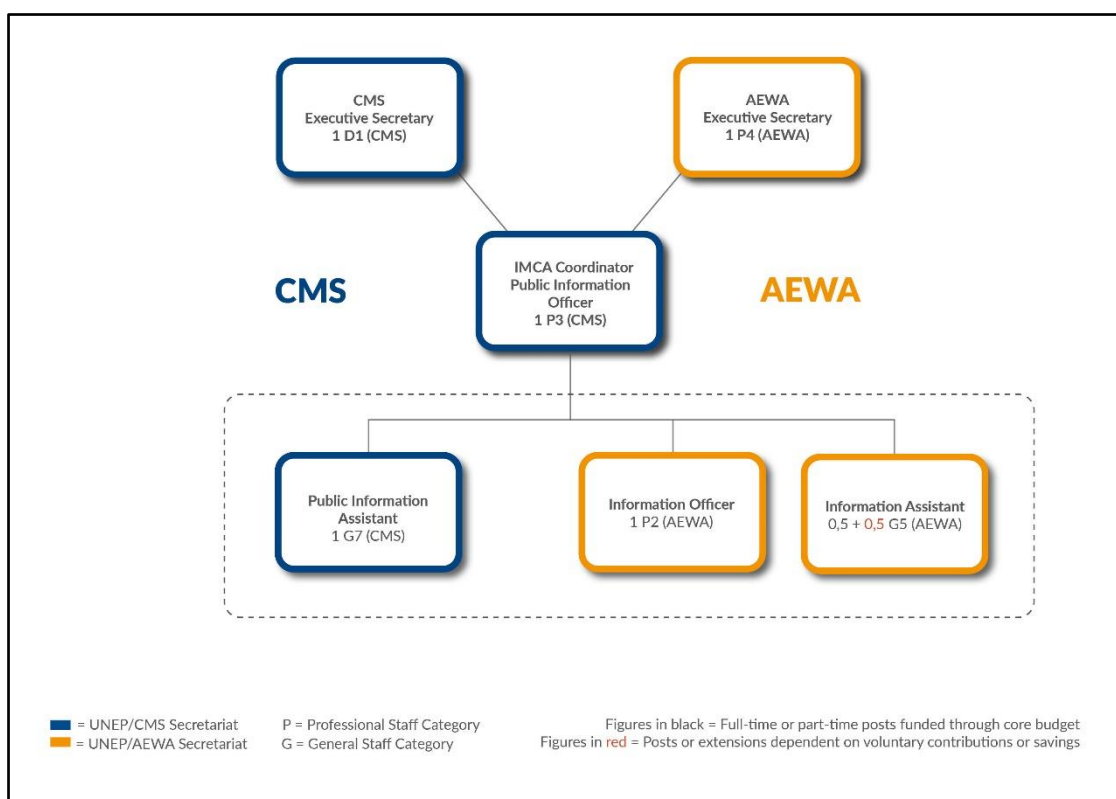 CMS
Executive Secretary
1 D1 (CMS)
AEWA
Executive Secretary
1 P4 (AEWA)
IMCA Coordinator
Public Information
Officer
1 P3 (CMS)
CMS
AEWA
Public Information
Assistant
1 G7 (CMS)
Information Officer
1 P2 (AEWA)
Information Assistant
0,5 + 0,5 G5 (AEWA)
= UNEP/CMS Secretariat
= UNEP/AEWA Secretariat
P = Professional Staff Category
G = General Staff Category
Figures in black = Full-time or part-time posts funded through core budget
Figures in red = Posts or extensions dependent on voluntary contributions or savings